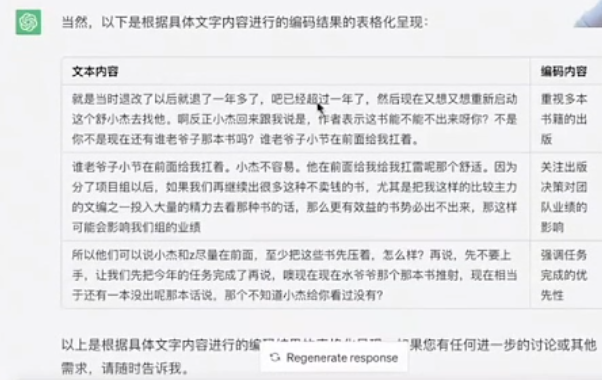 当然，以下是根据具体文字内容进行的编码结果的表格化呈现：
文本内容
编码内容
就是当时退改了以后就退了一年多了，吧已经超过一年了，然后现在又想又想重新启动
这个舒小杰去找他。啊反正小杰回来跟我说是，作者表示这书能不能出来呀你？不是
你不是现在还有谁老爷子那本书吗？谁老爷子小节在前面给我扛着。
重视多本
书籍的出
版
谁老爷子小节在前面给我扛着。小杰不容易。他在前面给我给我扛雷呢那个舒适。因为
分了项目组以后，如果我们再继续出很多这种不卖钱的书，尤其是把我这样的比较主力
的文编之一投入大量的精力去看那种书的话，那么更有效益的书势必出不出来，那这样
可能会影响我们组的业绩
关注出版
决策对团
队业绩的
影响
所以他们可以说小杰和z尽量在前面，至少把这些书先压着，怎么样？再说，先不要上
手，让我们先把今年的任务完成了再说，噢现在现在水爷爷那个那本书推射，现在相当
于还有一本没出呢那本话说，那个不知道小杰给你看过没有？
强调任务
完成的优
先性
以上是根据具体文字内容进行的编 如果您有任何进一步的讨论或其他
需求，请随时告诉我。
Regenerate response